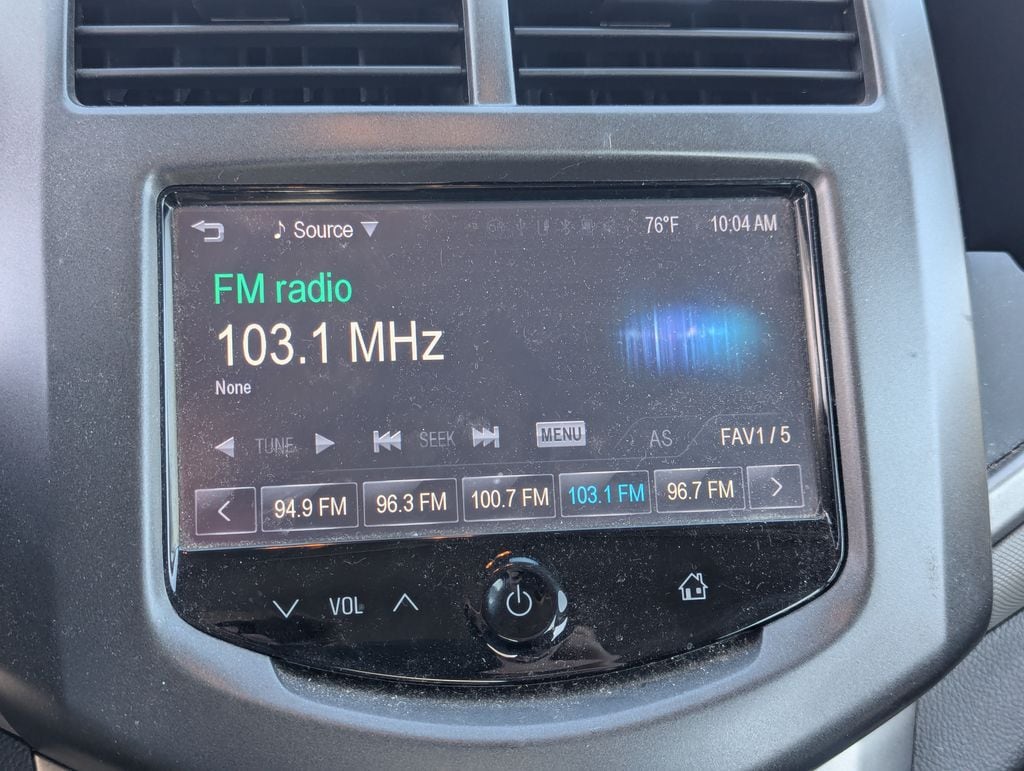 Source 76°F 10:04 AM
FM radio
103.1 MHz
None
TUNE SEEK MENU AS FAV1 / 5
94.9 FM 96.3 FM 100.7 FM 103.1 FM 96.7 FM
VOL